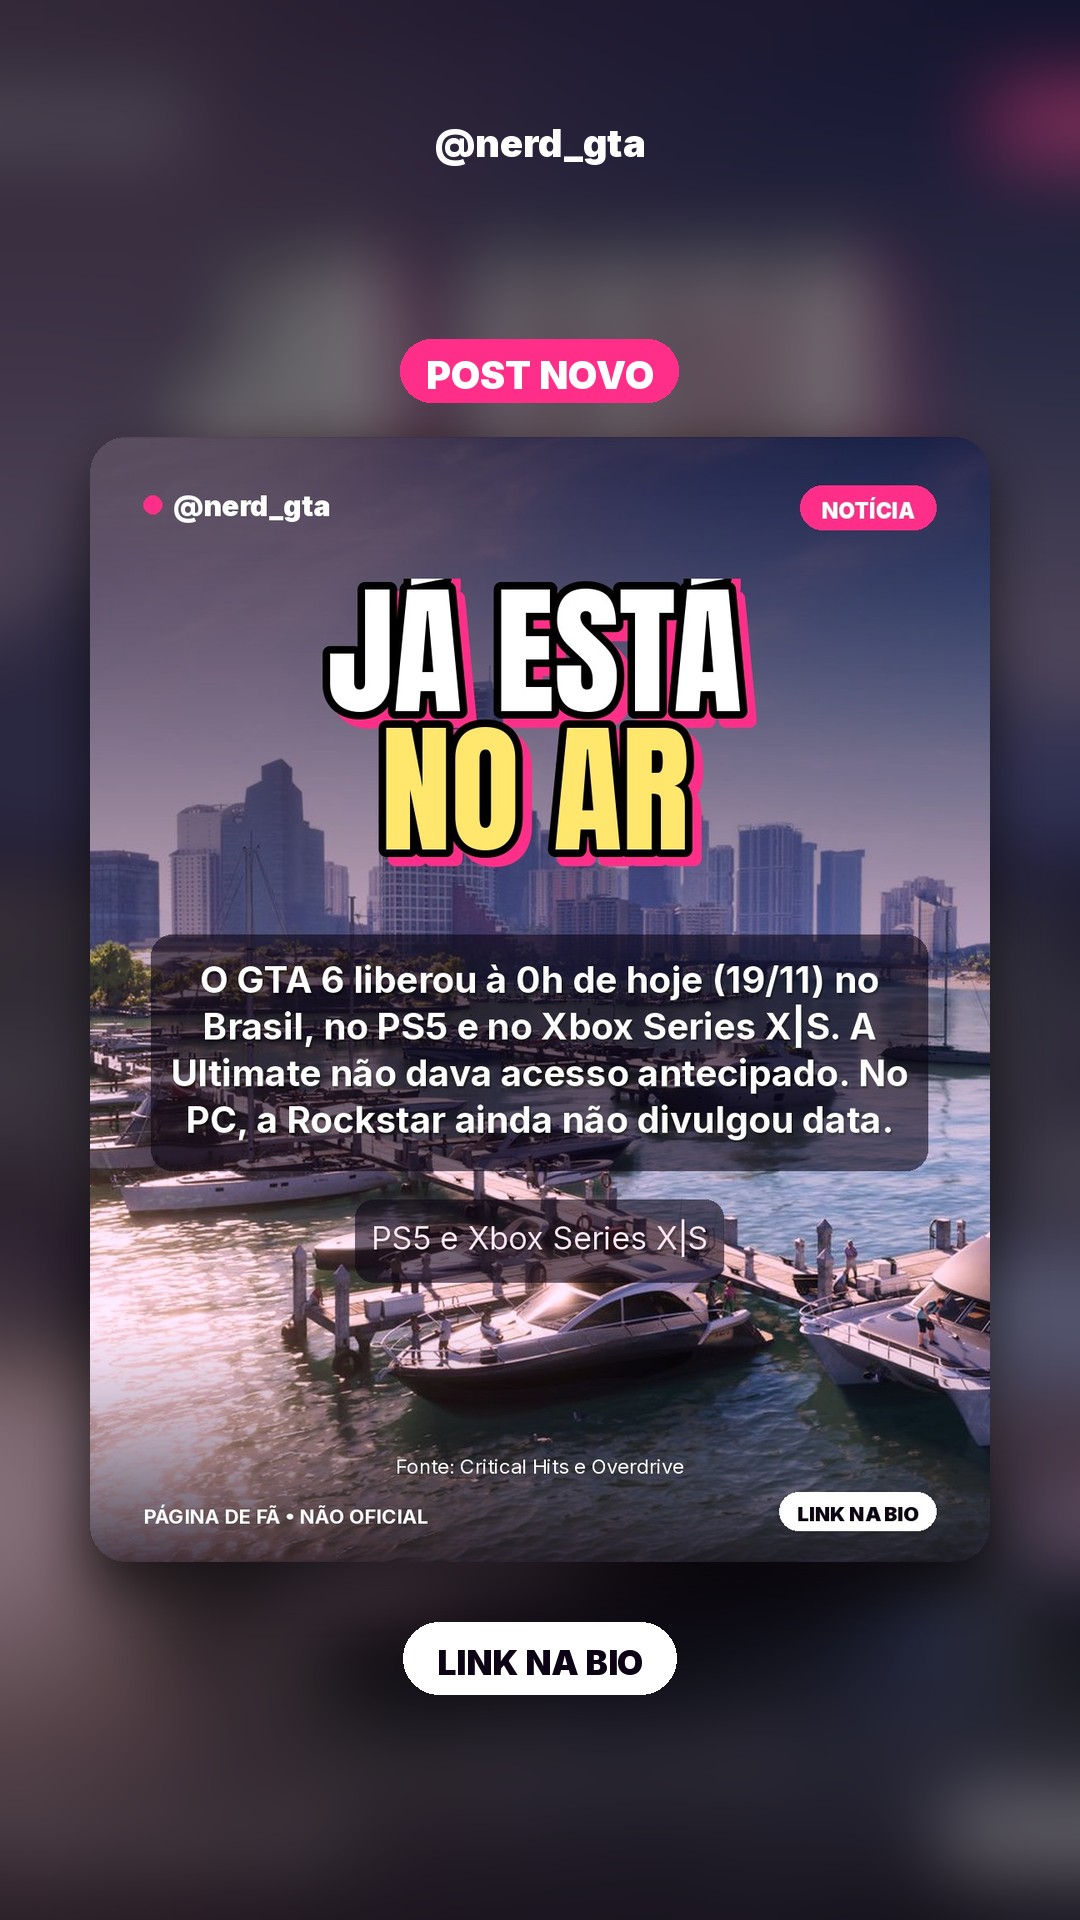 @nerd_gta
POST NOVO
@nerd_gta
NOTÍCIA
JÁ ESTÁ
NO AR
O GTA 6 liberou à 0h de hoje (19/11) no
Brasil, no PS5 e no Xbox Series X|S. A
Ultimate não dava acesso antecipado. No
PC, a Rockstar ainda não divulgou data.
PS5 e Xbox Series X|S
Fonte: Critical Hits e Overdrive
PÁGINA DE FÃ • NÃO OFICIAL
LINK NA BIO
LINK NA BIO